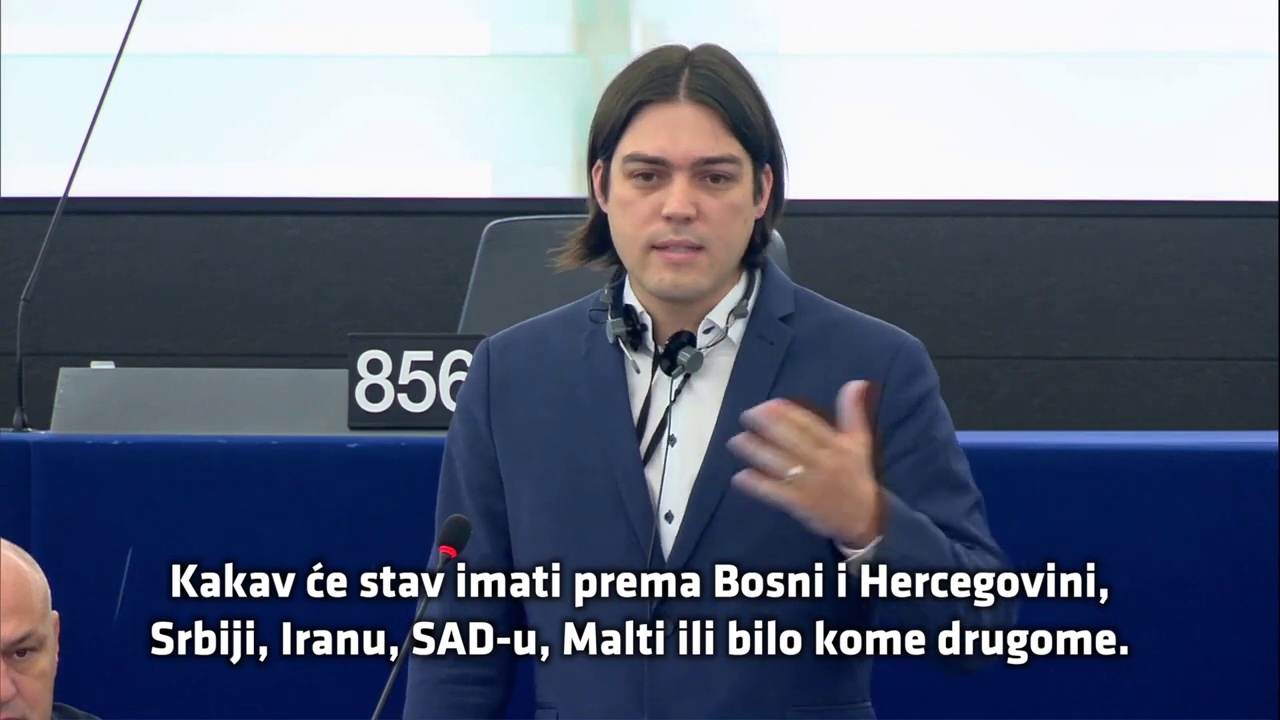 856
Kakav će stav imati prema Bosni i Hercegovini,
Srbiji, Iranu, SAD-u, Malti ili bilo kome drugome.